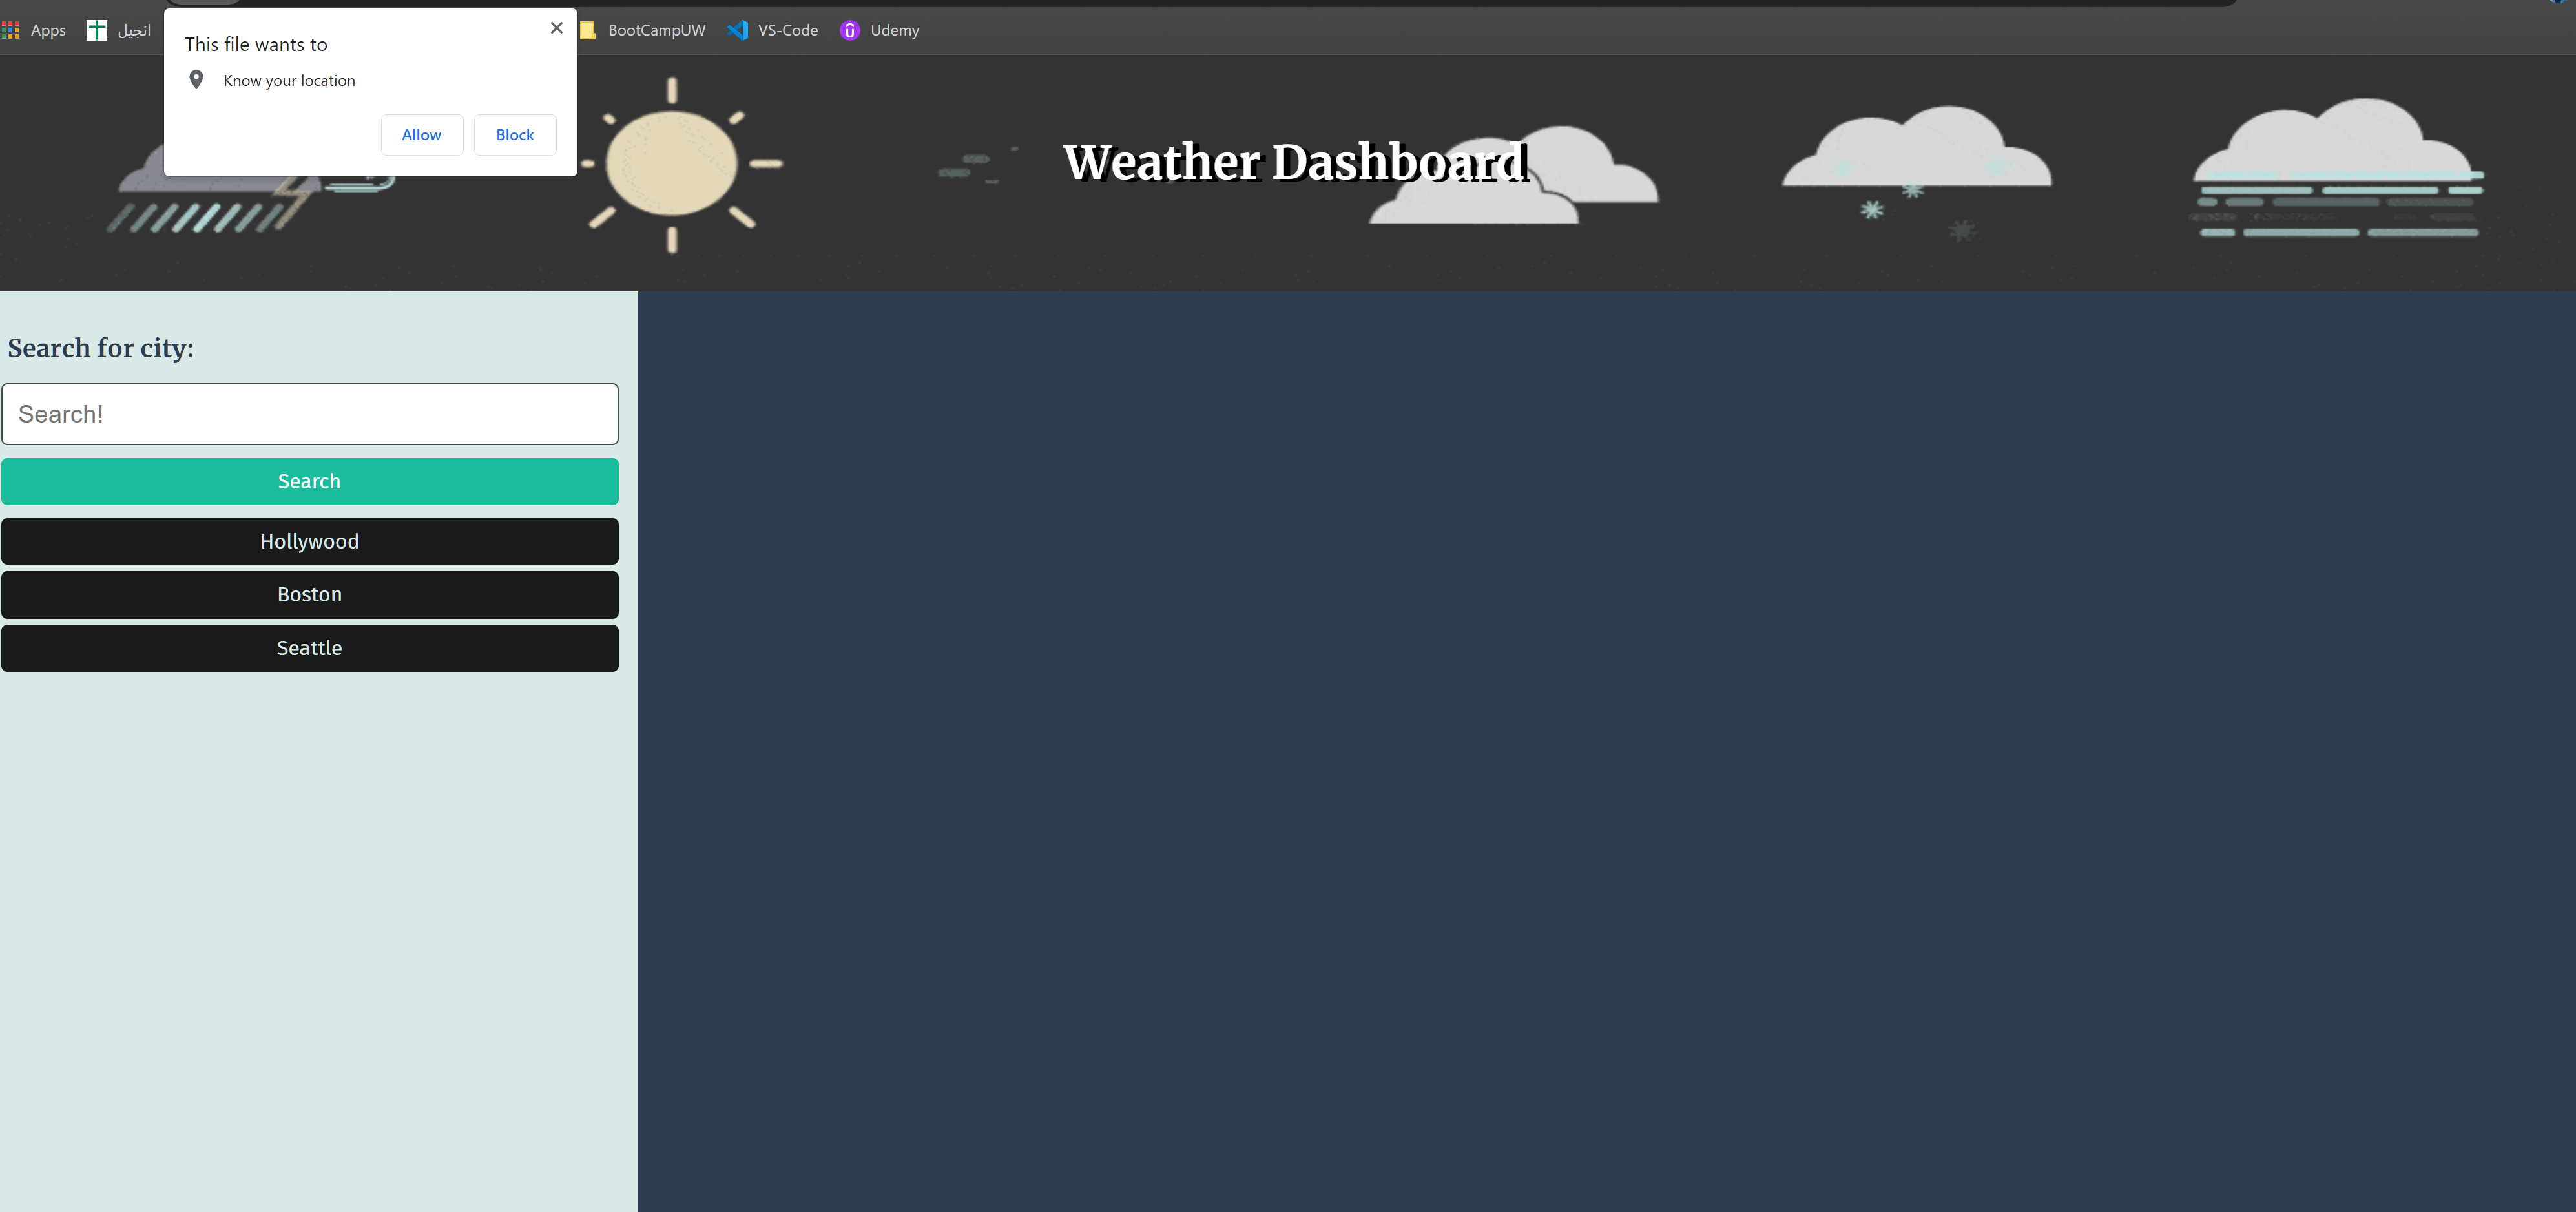 Apps انجيل BootCampUW VS-Code Udemy
This file wants to
Know your location
Allow Block
Weather Dashboard
Search for city:
Search!
Search
Hollywood
Boston
Seattle